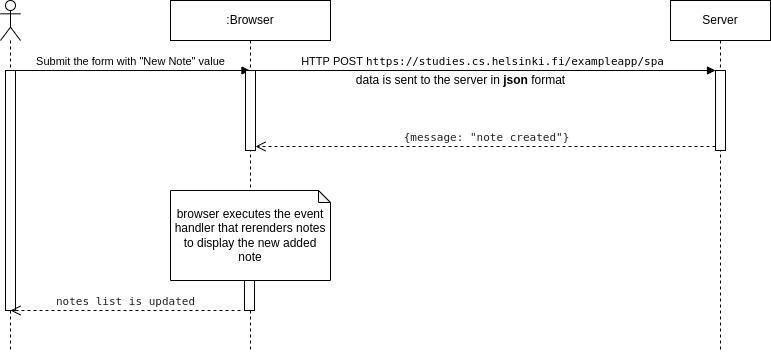 :Browser
Server
Submit the form with "New Note" value
HTTP POST https://studies.cs.helsinki.fi/exampleapp/spa
data is sent to the server in json format
{message: "note created"}
browser executes the event
handler that rerenders notes
to display the new added
note
notes list is updated